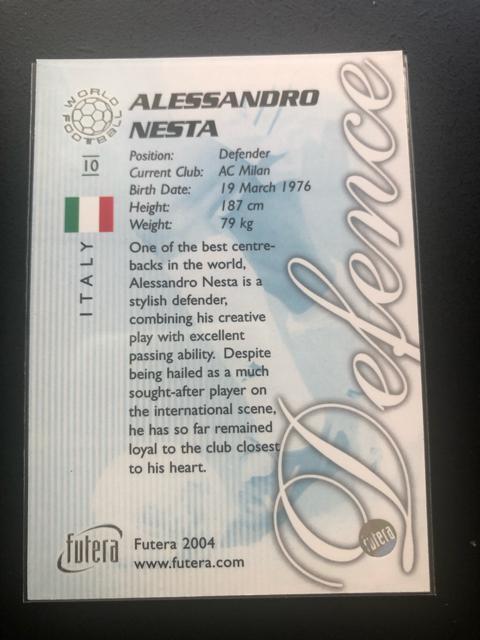 WORLD FOOTBALL
ALESSANDRO
NESTA
10
Position: Defender
Current Club: AC Milan
Birth Date: 19 March 1976
Height: 187 cm
Weight: 79 kg
ITALY
One of the best centre-
backs in the world,
Alessandro Nesta is a
stylish defender,
combining his creative
play with excellent
passing ability. Despite
being hailed as a much
sought-after player on
the international scene,
he has so far remained
loyal to the club closest
to his heart.
Defence
futera
Futera 2004
www.futera.com
futera